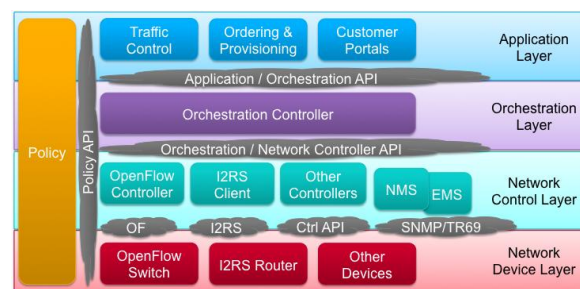 Policy
Policy API
Traffic
Control
Ordering &
Provisioning
Customer
Portals
Application
Layer
Application / Orchestration API
Orchestration Controller
Orchestration
Layer
Orchestration / Network Controller API
OpenFlow
Controller
I2RS
Client
Other
Controllers
NMS
EMS
Network
Control Layer
OF
I2RS
Ctrl API
SNMP/TR69
OpenFlow
Switch
I2RS Router
Other
Devices
Network
Device Layer